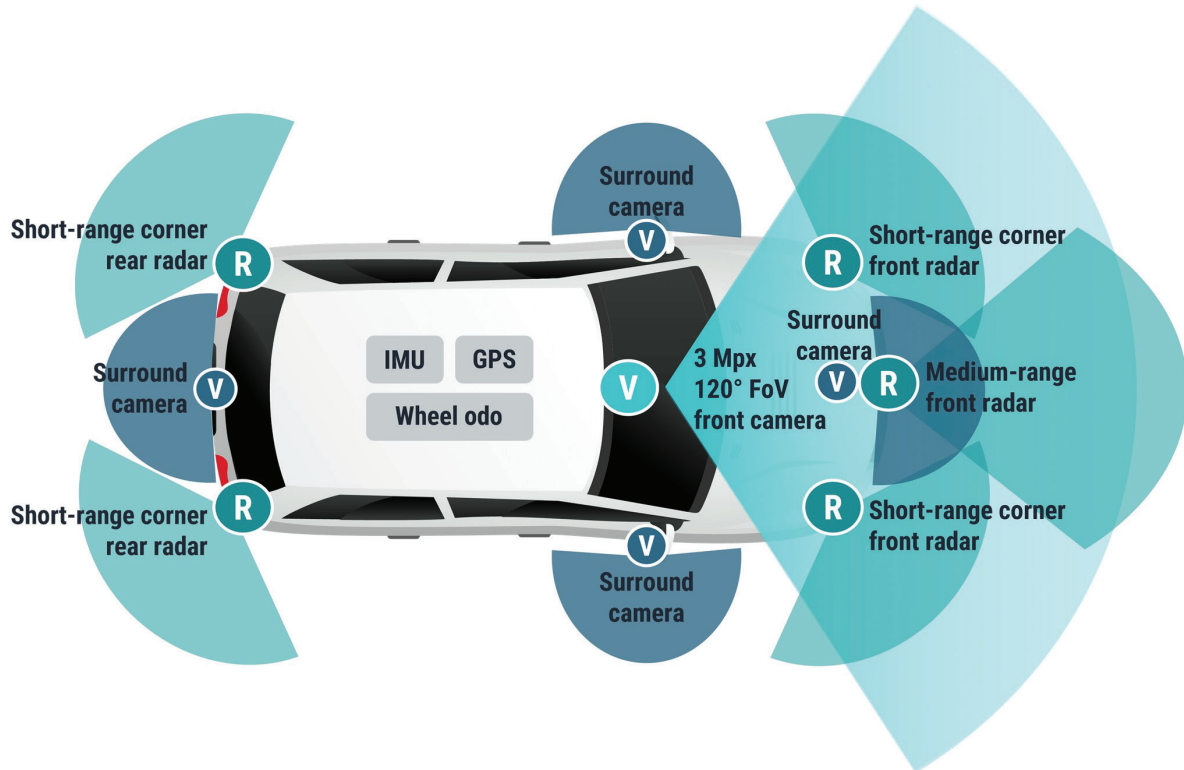 Surround
camera
V
Short-range corner
rear radar
R
R
Short-range corner
front radar
IMU
GPS
Wheel odo
Surround
camera
V
V
3 Mpx
120° FoV
front camera
Surround
camera
V
R
Medium-range
front radar
Short-range corner
rear radar
R
R
Short-range corner
front radar
V
Surround
camera